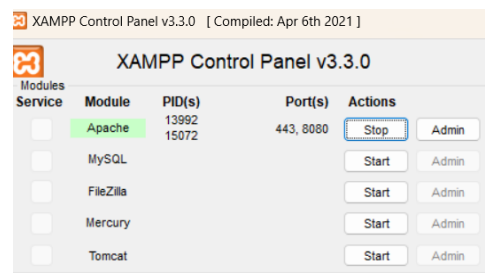 XAMPP Control Panel v3.3.0 [ Compiled: Apr 6th 2021 ]
XAMPP Control Panel v3.3.0
Modules
Service Module PID(s) Port(s) Actions
Apache 13992 15072 443, 8080 Stop Admin
MySQL Start Admin
FileZilla Start Admin
Mercury Start Admin
Tomcat Start Admin